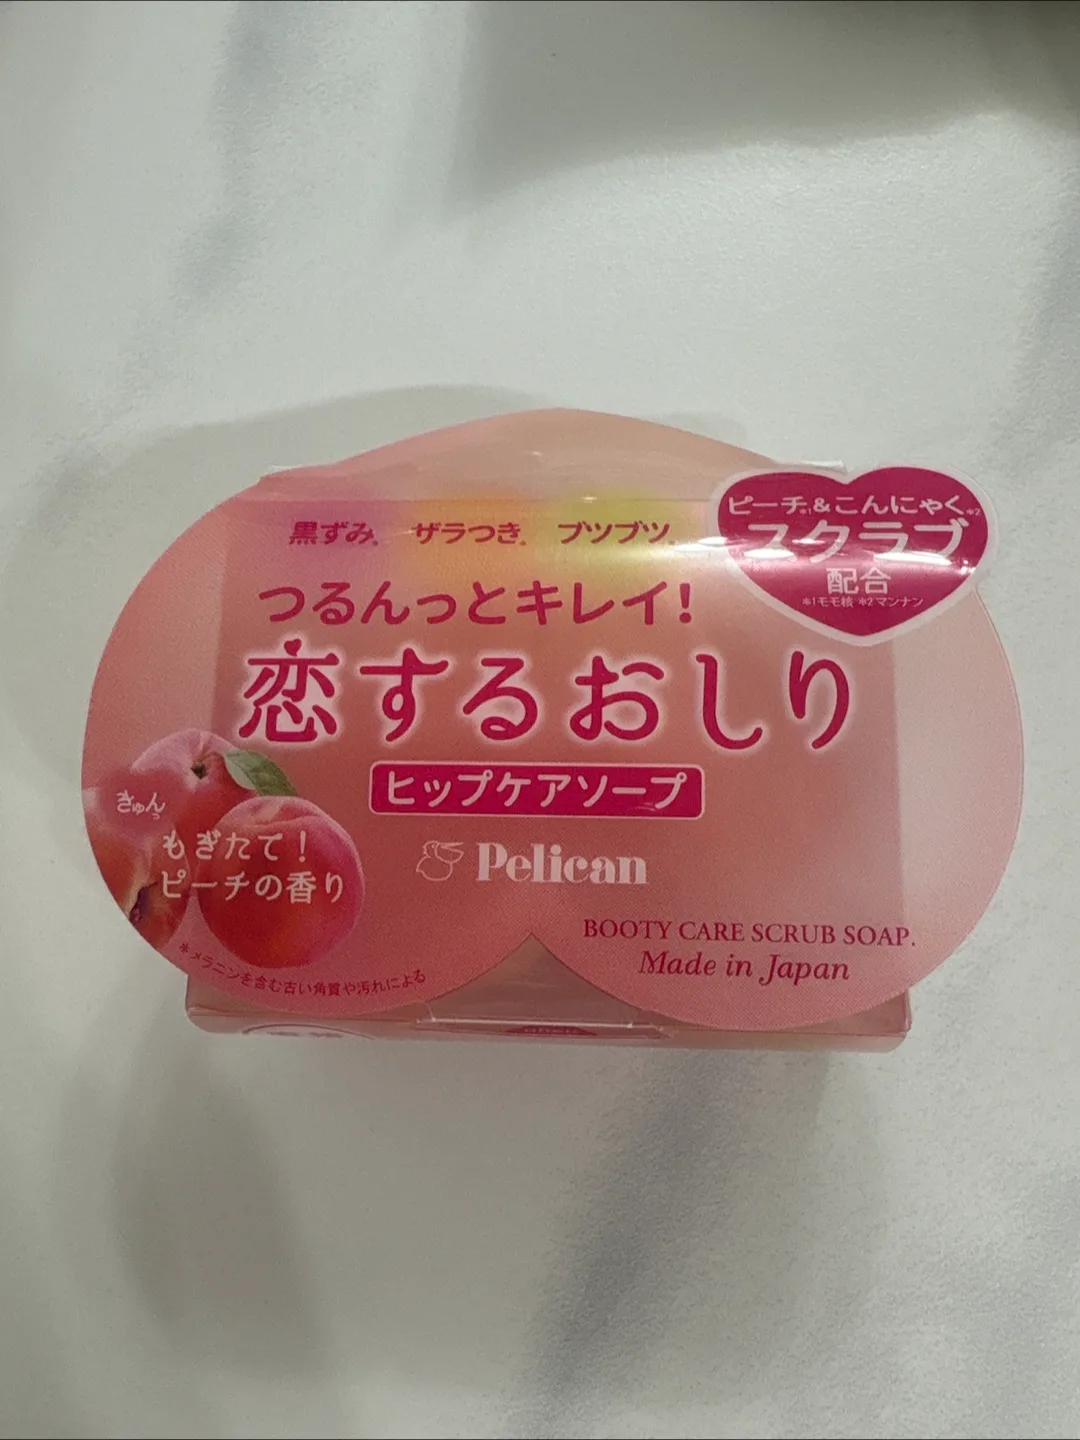 黒ずみ* ザラつき* ブツブツ*
つるんっとキレイ!
恋するおしり
ヒップケアソープ
Pelican
ピーチ*1&こんにゃく*2
スクラブ
配合
*1モモ核 *2マンナン
きゅんっ
もぎたて!
ピーチの香り
*メラニンを含む古い角質や汚れによる
BOOTY CARE SCRUB SOAP.
Made in Japan